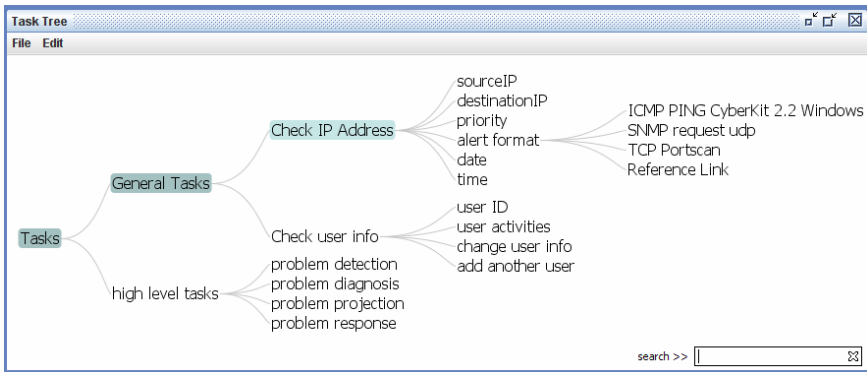 Task Tree
File Edit
Tasks
General Tasks
high level tasks
Check IP Address
Check user info
problem detection
problem diagnosis
problem projection
problem response
sourceIP
destinationIP
priority
alert format
date
time
user ID
user activities
change user info
add another user
ICMP PING CyberKit 2.2 Windows
SNMP request udp
TCP Portscan
Reference Link
search >>